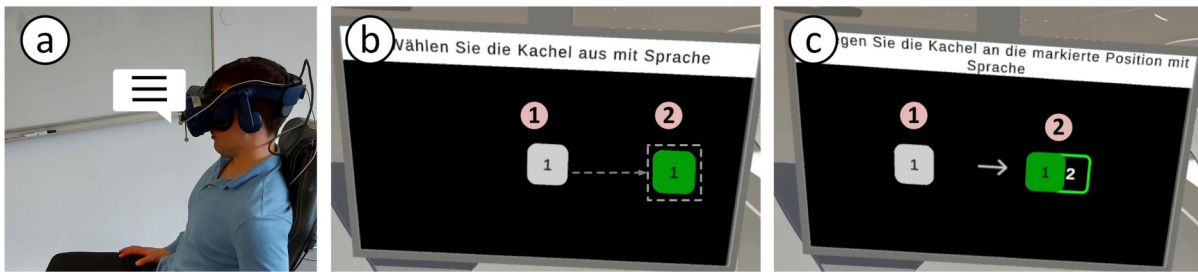 a
b
Wählen Sie die Kachel aus mit Sprache
1
2
1
1
c
gen Sie die Kachel an die markierte Position mit
Sprache
1
2
1
1
2